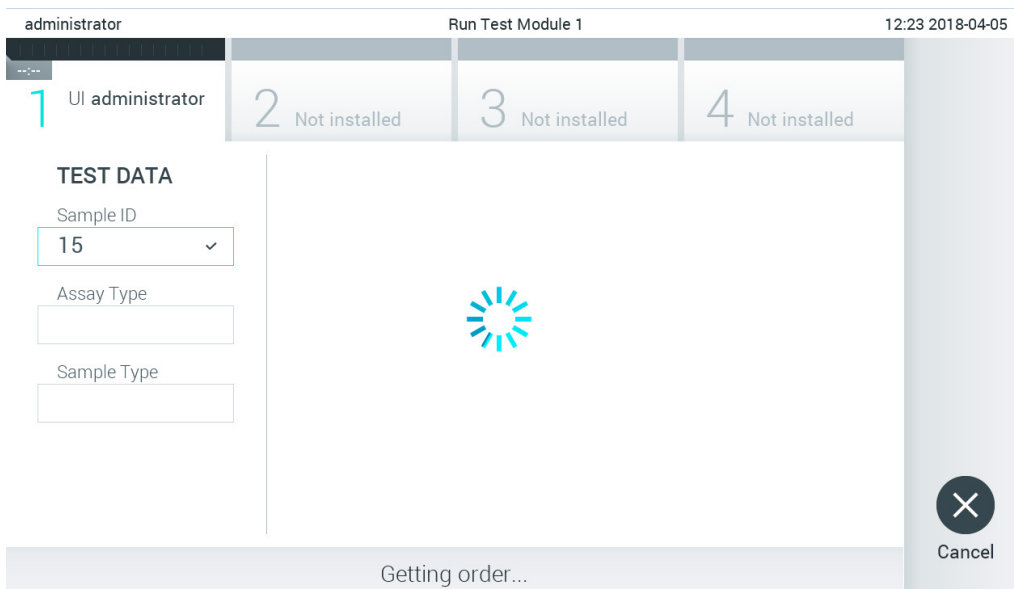 administrator Run Test Module 1 12:23 2018-04-05
--:--
1 UI administrator 2 Not installed 3 Not installed 4 Not installed
TEST DATA
Sample ID
15
Assay Type
Sample Type
Cancel
Getting order...